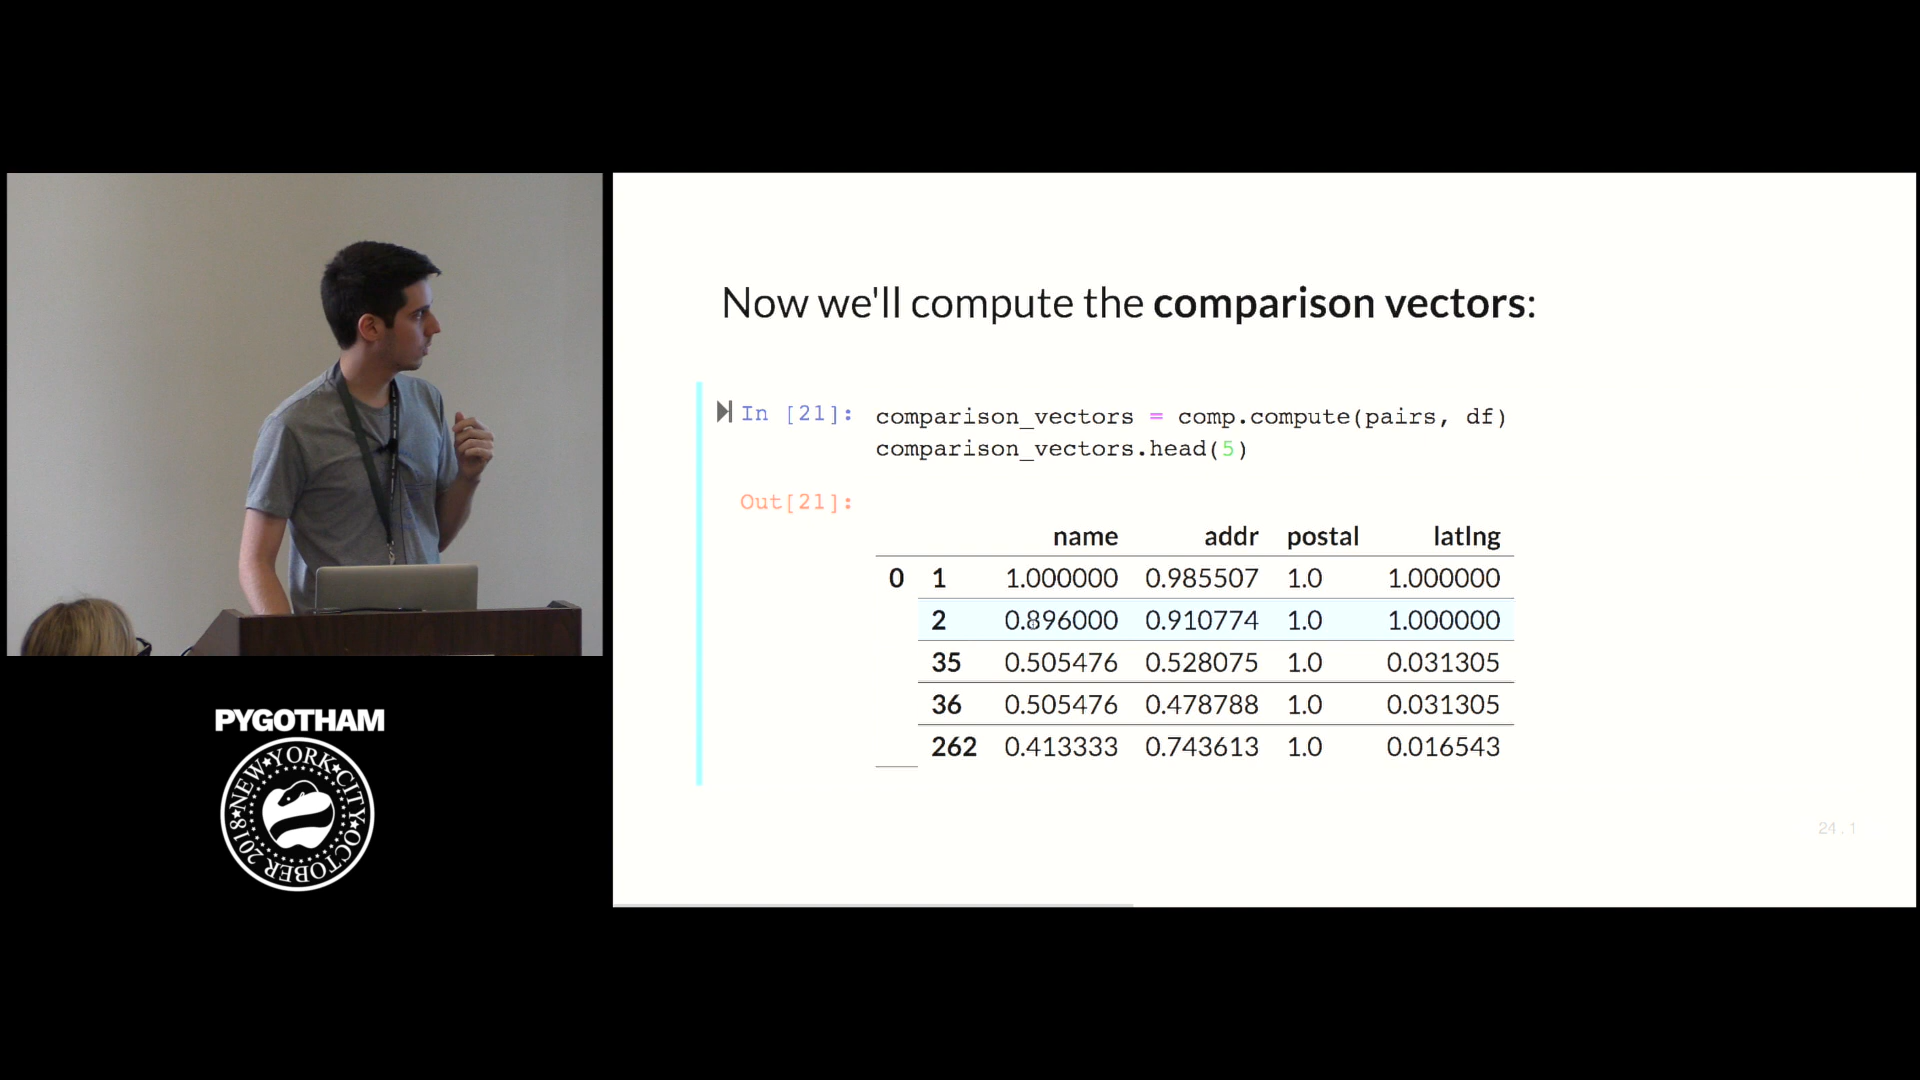 Now we'll compute the comparison vectors:
In [21]: comparison_vectors = comp.compute(pairs, df)
comparison_vectors.head(5)
Out[21]:
name addr postal latlng
0 1 1.000000 0.985507 1.0 1.000000
2 0.896000 0.910774 1.0 1.000000
35 0.505476 0.528075 1.0 0.031305
36 0.505476 0.478788 1.0 0.031305
262 0.413333 0.743613 1.0 0.016543
24.1
PYGOTHAM
NEW YORK CITY OCTOBER 2018